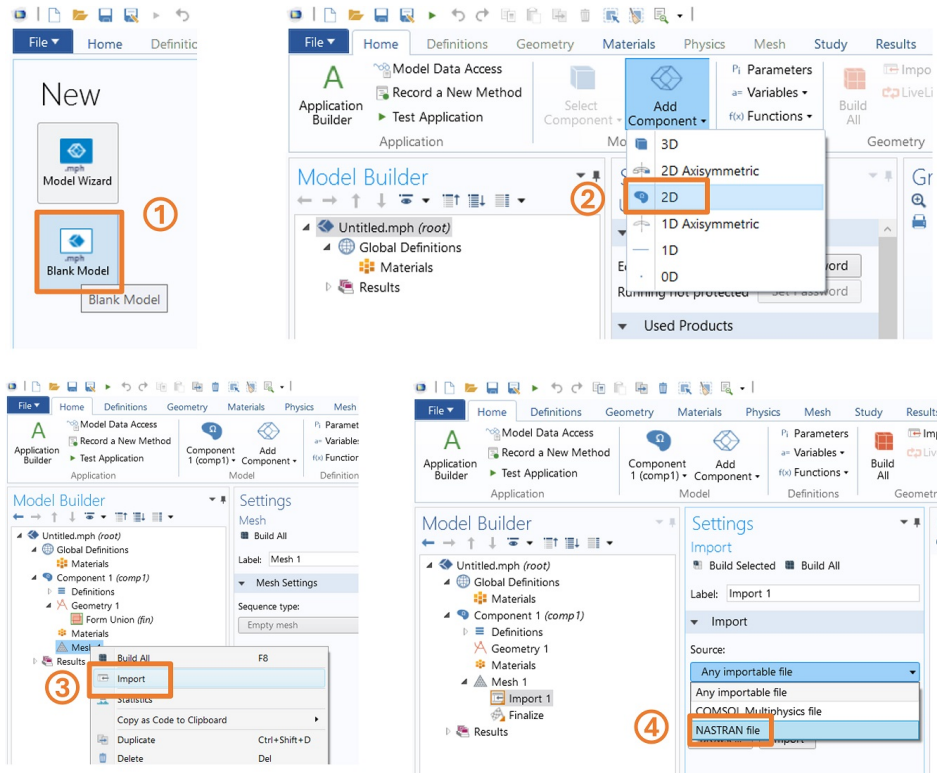 File
Home
New
.mph
Model Wizard
.mph
Blank Model
Blank Model
1
File
Home
Definitions
Geometry
Materials
Physics
Mesh
Study
Results
Application
Builder
Model Data Access
Record a New Method
Test Application
Application
Select
Component
Add
Component
Pi Parameters
a= Variables
f(x) Functions
Build
All
Geometry
Model Builder
Untitled.mph (root)
Global Definitions
Materials
Results
2
3D
2D Axisymmetric
2D
1D Axisymmetric
1D
0D
Running not protected
Set Password
Used Products
File
Home
Definitions
Geometry
Materials
Physics
Mesh
Application
Builder
Model Data Access
Record a New Method
Test Application
Application
Component
1 (comp1)
Add
Component
Model
Model Builder
Untitled.mph (root)
Global Definitions
Materials
Component 1 (comp1)
Definitions
Geometry 1
Form Union (fin)
Materials
Results
Settings
Mesh
Build All
Label: Mesh 1
Mesh Settings
Sequence type:
Empty mesh
Build All F8
Import
Statistics
Copy as Code to Clipboard
Duplicate Ctrl+Shift+D
Delete Del
3
File
Home
Definitions
Geometry
Materials
Physics
Mesh
Study
Application
Builder
Model Data Access
Record a New Method
Test Application
Application
Component
1 (comp1)
Add
Component
Model
Pi Parameters
a= Variables
f(x) Functions
Definitions
Build
All
Model Builder
Untitled.mph (root)
Global Definitions
Materials
Component 1 (comp1)
Definitions
Geometry 1
Materials
Mesh 1
Import 1
Finalize
Results
Settings
Import
Build Selected
Build All
Label: Import 1
Import
Source:
Any importable file
Any importable file
COMSOL Multiphysics file
NASTRAN file
4